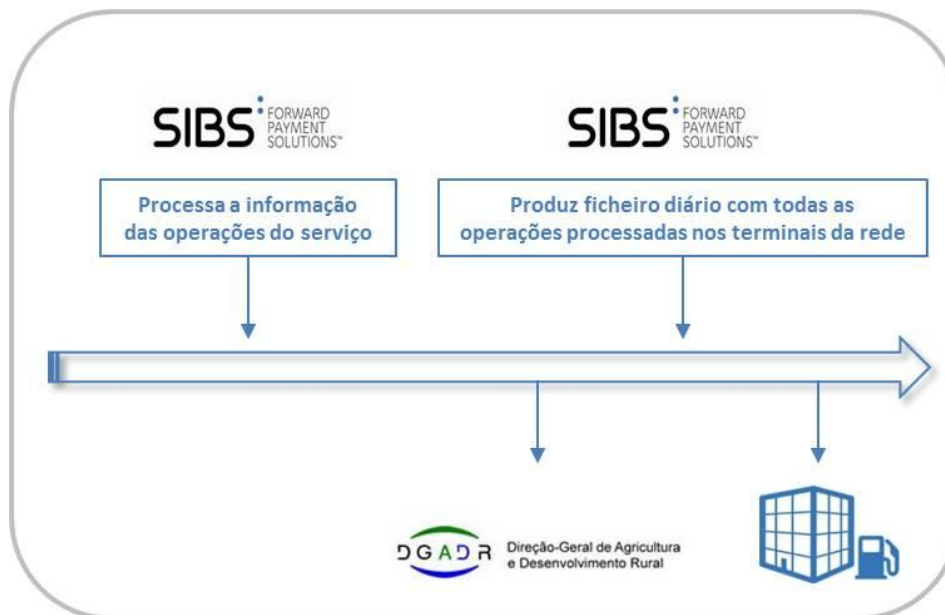 SIBS FORWARD
PAYMENT
SOLUTIONS™
SIBS FORWARD
PAYMENT
SOLUTIONS™
Processa a informação
das operações do serviço
Produz ficheiro diário com todas as
operações processadas nos terminais da rede
DGADR
Direção-Geral de Agricultura
e Desenvolvimento Rural